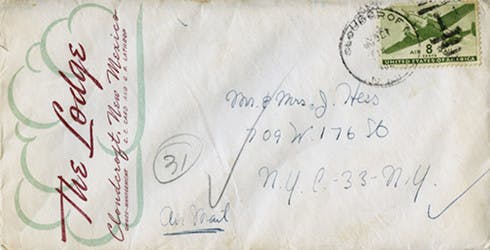 The Lodge
Cloudcroft, New Mexico
CLOUDCROFT
AIR 8 CENTS
UNITED STATES OF AMERICA
Mr. & Mrs. J. Hess
709 W. 176 St
N.Y.C-33-N.Y.
31
Air Mail